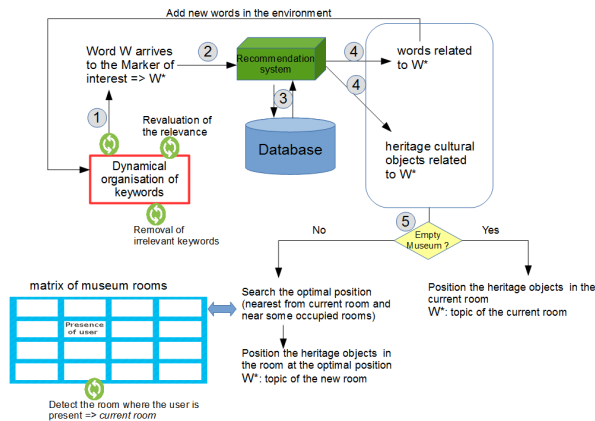 Add new words in the environment
Word W arrives
to the Marker of
interest => W*
2
Recommendation
system
4
words related
to W*
1
3
4
Revaluation of
the relevance
Database
heritage cultural
objects related
to W*
Dynamical
organisation of
keywords
Removal of
irrelevant keywords
5
No
Empty
Museum ?
Yes
matrix of museum rooms
Search the optimal position
(nearest from current room and
near some occupied rooms)
Position the heritage objects in the
current room
W*: topic of the current room
Presence
of user
Position the heritage objects in
the room at the optimal position
W*: topic of the new room
Detect the room where the user is
present => current room